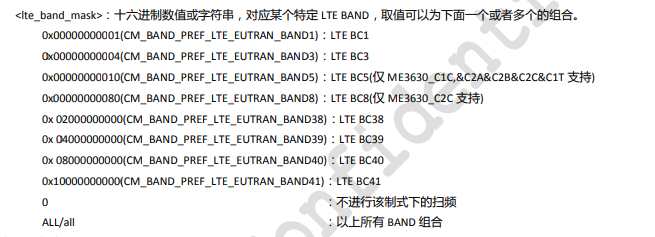 <lte_band_mask>：十六进制数值或字符串，对应某个特定 LTE BAND，取值可以为下面一个或者多个的组合。
0x00000000001(CM_BAND_PREF_LTE_EUTRAN_BAND1)：LTE BC1
0x00000000004(CM_BAND_PREF_LTE_EUTRAN_BAND3)：LTE BC3
0x00000000010(CM_BAND_PREF_LTE_EUTRAN_BAND5)：LTE BC5(仅 ME3630_C1C,&C2A&C2B&C2C&C1T 支持)
0x00000000080(CM_BAND_PREF_LTE_EUTRAN_BAND8)：LTE BC8(仅 ME3630_C2C 支持)
0x 02000000000(CM_BAND_PREF_LTE_EUTRAN_BAND38)：LTE BC38
0x 04000000000(CM_BAND_PREF_LTE_EUTRAN_BAND39)：LTE BC39
0x 08000000000(CM_BAND_PREF_LTE_EUTRAN_BAND40)：LTE BC40
0x10000000000(CM_BAND_PREF_LTE_EUTRAN_BAND41)：LTE BC41
0 ：不进行该制式下的扫频
ALL/all ：以上所有 BAND 组合
onfidenti